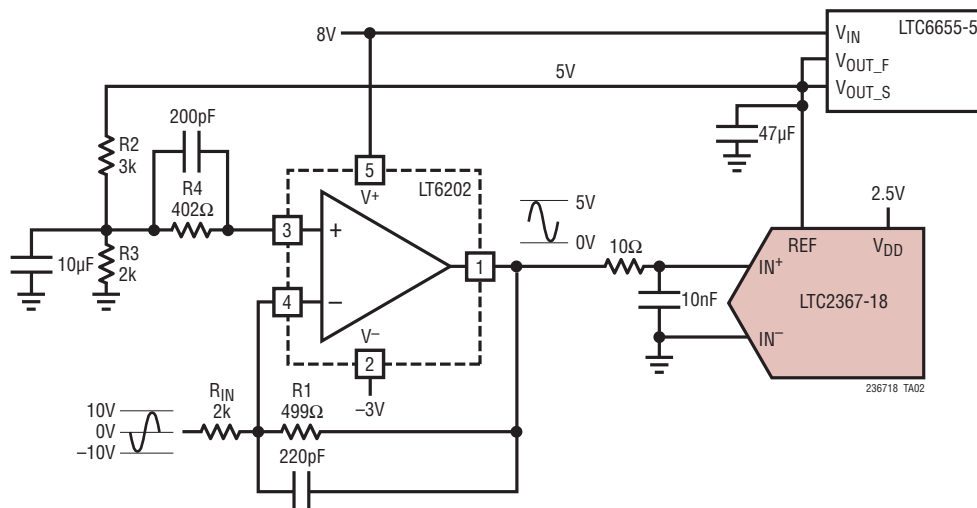 8V
V_IN
LTC6655-5
V_OUT_F
V_OUT_S
5V
200pF
47µF
R2
3k
R4
402Ω
5
V+
LT6202
10µF
R3
2k
3
+
1
4
–
V–
2
–3V
5V
0V
10Ω
10nF
2.5V
REF
V_DD
IN+
LTC2367-18
IN–
236718 TA02
10V
0V
–10V
R_IN
2k
R1
499Ω
220pF